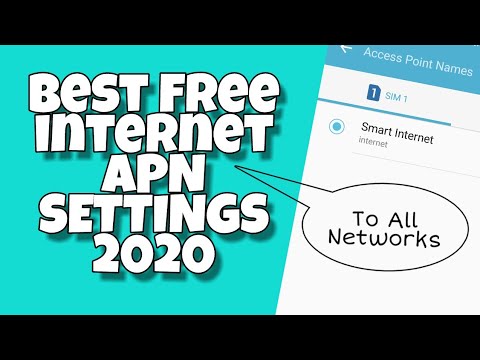 BEST FREE
INTERNET
APN
SETTINGS
2020
Access Point Names
1 SIM 1
Smart Internet
internet
To All
Networks